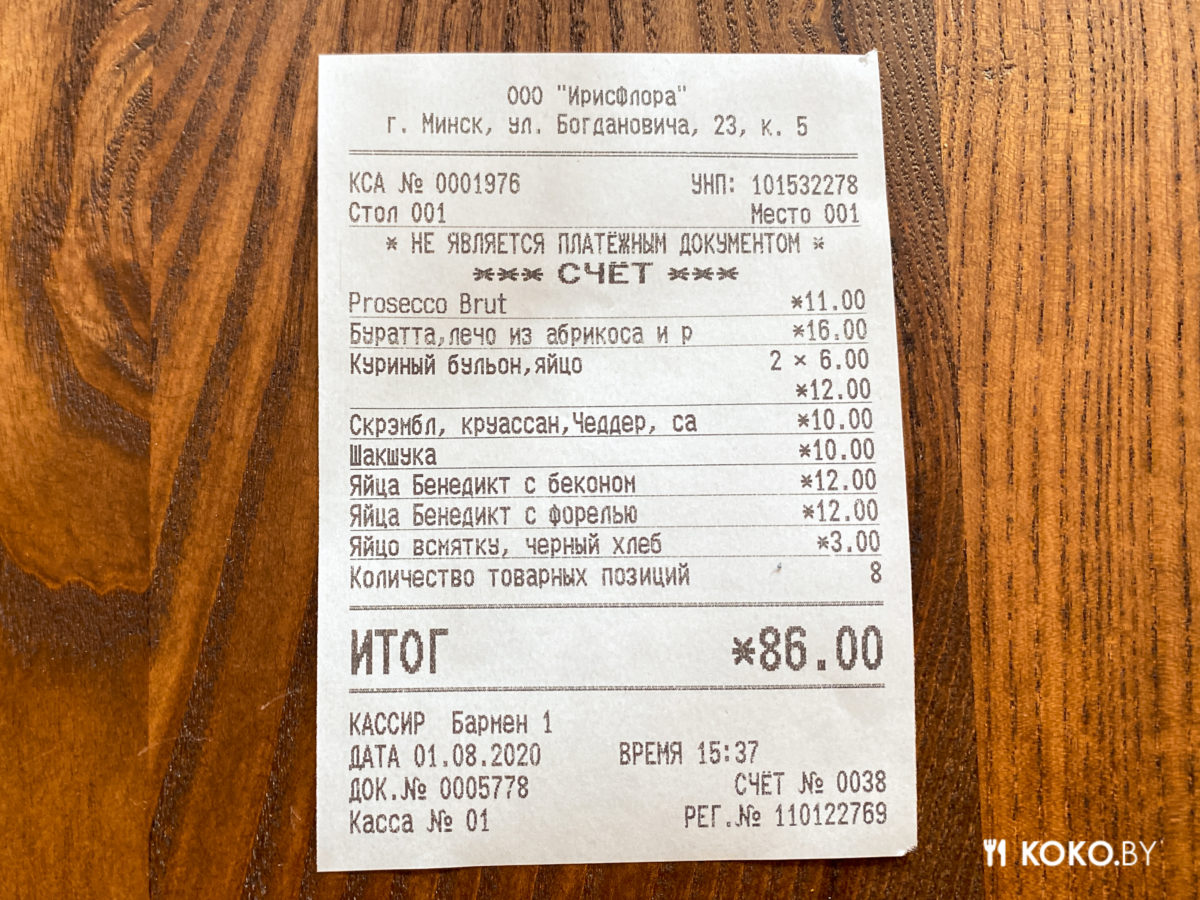 ООО "ИрисФлора"
г. Минск, ул. Богдановича, 23, к. 5
КСА № 0001976 УНП: 101532278
Стол 001 Место 001
* НЕ ЯВЛЯЕТСЯ ПЛАТЁЖНЫМ ДОКУМЕНТОМ *
*** СЧЁТ ***
Prosecco Brut *11.00
Буратта,лечо из абрикоса и р *16.00
Куриный бульон,яйцо 2 × 6.00
*12.00
Скрэмбл, круассан,Чеддер, са *10.00
Шакшука *10.00
Яйца Бенедикт с беконом *12.00
Яйца Бенедикт с форелью *12.00
Яйцо всмятку, черный хлеб *3.00
Количество товарных позиций 8
ИТОГ *86.00
КАССИР Бармен 1
ДАТА 01.08.2020 ВРЕМЯ 15:37
ДОК.№ 0005778 СЧЁТ № 0038
Касса № 01 РЕГ.№ 110122769
KOKO.BY